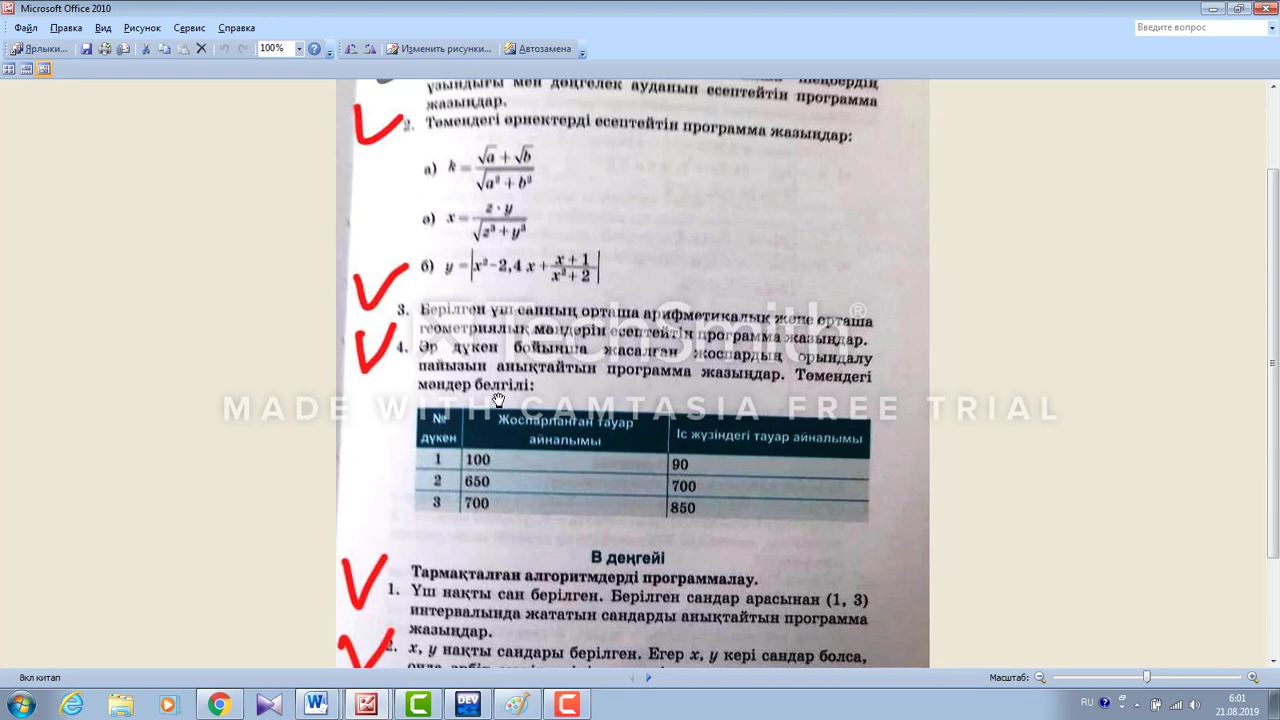 Microsoft Office 2010
Файл Правка Вид Рисунок Сервис Справка
Введите вопрос
Ярлыки... 100% Изменить рисунки... Автозамена
ұзындығы мен дөңгелек ауданын есептейтін программа
жазыңдар.
2. Төмендегі өрнектерді есептейтін программа жазыңдар:
а) k = (√a + √b) / √(a³ + b³)
ә) x = (z · y) / √(z³ + y³)
б) y = |x² − 2,4 x + (x + 1) / (x² + 2)|
3. Берілген үш санның орташа арифметикалық және орташа
геометриялық мәндерін есептейтін программа жазыңдар.
4. Әр дүкен бойынша жасалған жоспардың орындалу
пайызын анықтайтын программа жазыңдар. Төмендегі
мәндер белгілі:
TechSmith®
MADE WITH CAMTASIA FREE TRIAL
№ дүкен Жоспарланған тауар айналымы Іс жүзіндегі тауар айналымы
1 100 90
2 650 700
3 700 850
В деңгейі
Тармақталған алгоритмдерді программалау.
1. Үш нақты сан берілген. Берілген сандар арасынан (1, 3)
интервалында жататын сандарды анықтайтын программа
жазыңдар.
2. x, y нақты сандары берілген. Егер x, y кері сандар болса,
8кл китап
Масштаб:
RU 6:01
21.08.2019